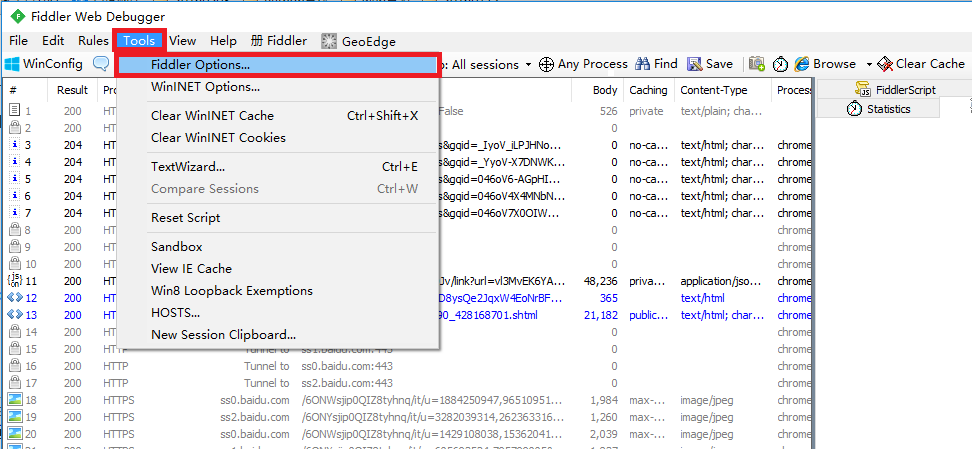 Fiddler Web Debugger
File Edit Rules Tools View Help 册 Fiddler GeoEdge
WinConfig : All sessions Any Process Find Save Browse Clear Cache
Fiddler Options...
WinINET Options...
Clear WinINET Cache Ctrl+Shift+X
Clear WinINET Cookies
TextWizard... Ctrl+E
Compare Sessions Ctrl+W
Reset Script
Sandbox
View IE Cache
Win8 Loopback Exemptions
HOSTS...
New Session Clipboard...
# Result Pro Body Caching Content-Type Process
1 200 HT False 526 private text/plain; cha...
2 200 HT 0
3 204 HT s&gqid=_IyoV_iLPJHNo... 0 no-ca... text/html; char... chrome
4 204 HT s&gqid=_YyoV-X7DNWK... 0 no-ca... text/html; char... chrome
5 204 HT s&gqid=046oV6-AGpHI... 0 no-ca... text/html; char... chrome
6 204 HT s&gqid=046oV4X4MNbN... 0 no-ca... text/html; char... chrome
7 204 HT s&gqid=046oV7X0OIW... 0 no-ca... text/html; char... chrome
8 200 HT 0 chrome
9 200 HT 0 chrome
10 200 HT 0 chrome
11 200 HT Jv/link?url=vl3MvEK6YA... 48,236 priva... application/jso... chrome
12 200 HT D8ysQe2JqxW4EoNrBF... 365 text/html chrome
13 200 HT 90_428168701.shtml 21,182 public... text/html; char... chrome
15 200 HTTP Tunnel to ss1.baidu.com:443 0 chrome
16 200 HTTP Tunnel to ss0.baidu.com:443 0 chrome
17 200 HTTP Tunnel to ss2.baidu.com:443 0 chrome
18 200 HTTPS ss0.baidu.com /6ONWsjip0QIZ8tyhnq/it/u=1884250947,96510951... 1,984 max-... image/jpeg chrome
19 200 HTTPS ss2.baidu.com /6ONYsjip0QIZ8tyhnq/it/u=3282039314,262363316... 1,260 max-... image/jpeg chrome
20 200 HTTPS ss0.baidu.com /6ONWsjip0QIZ8tyhnq/it/u=1429108038,15362041... 2,039 max-... image/jpeg chrome
FiddlerScript
Statistics